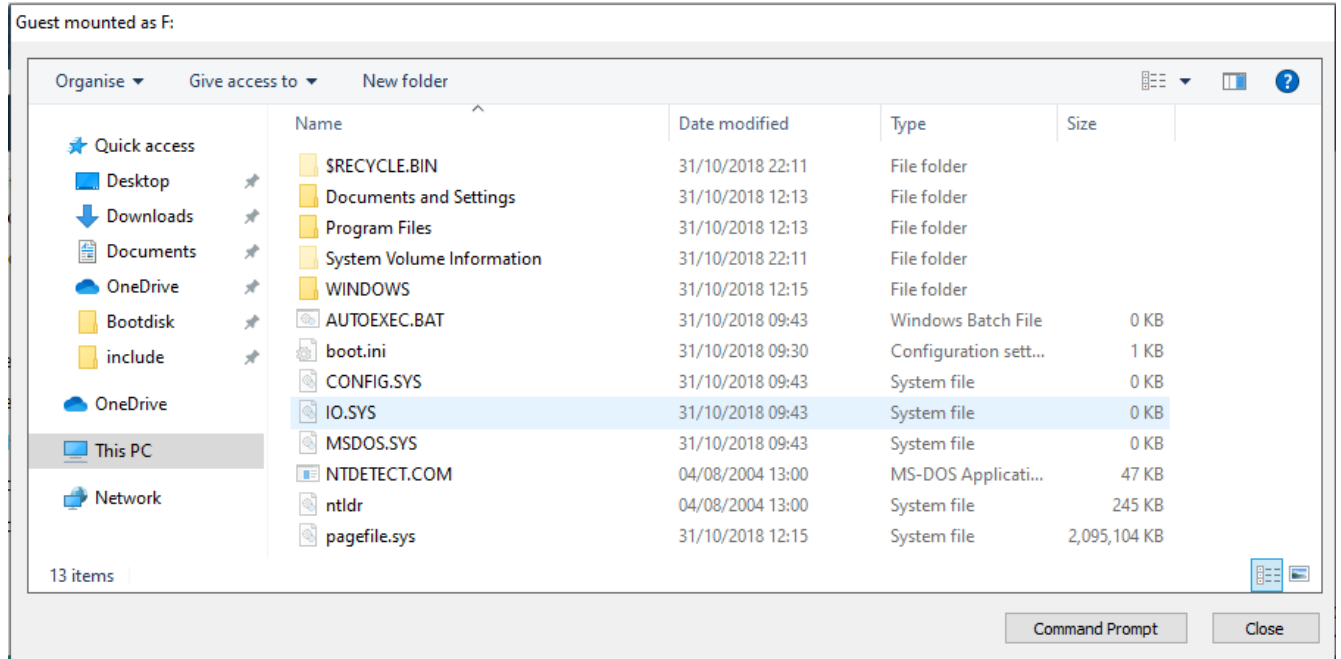 Guest mounted as F:
Organise Give access to New folder
Name Date modified Type Size
Quick access
Desktop
Downloads
Documents
OneDrive
Bootdisk
include
OneDrive
This PC
Network
$RECYCLE.BIN 31/10/2018 22:11 File folder
Documents and Settings 31/10/2018 12:13 File folder
Program Files 31/10/2018 12:13 File folder
System Volume Information 31/10/2018 22:11 File folder
WINDOWS 31/10/2018 12:15 File folder
AUTOEXEC.BAT 31/10/2018 09:43 Windows Batch File 0 KB
boot.ini 31/10/2018 09:30 Configuration sett... 1 KB
CONFIG.SYS 31/10/2018 09:43 System file 0 KB
IO.SYS 31/10/2018 09:43 System file 0 KB
MSDOS.SYS 31/10/2018 09:43 System file 0 KB
NTDETECT.COM 04/08/2004 13:00 MS-DOS Applicati... 47 KB
ntldr 04/08/2004 13:00 System file 245 KB
pagefile.sys 31/10/2018 12:15 System file 2,095,104 KB
13 items
Command Prompt Close